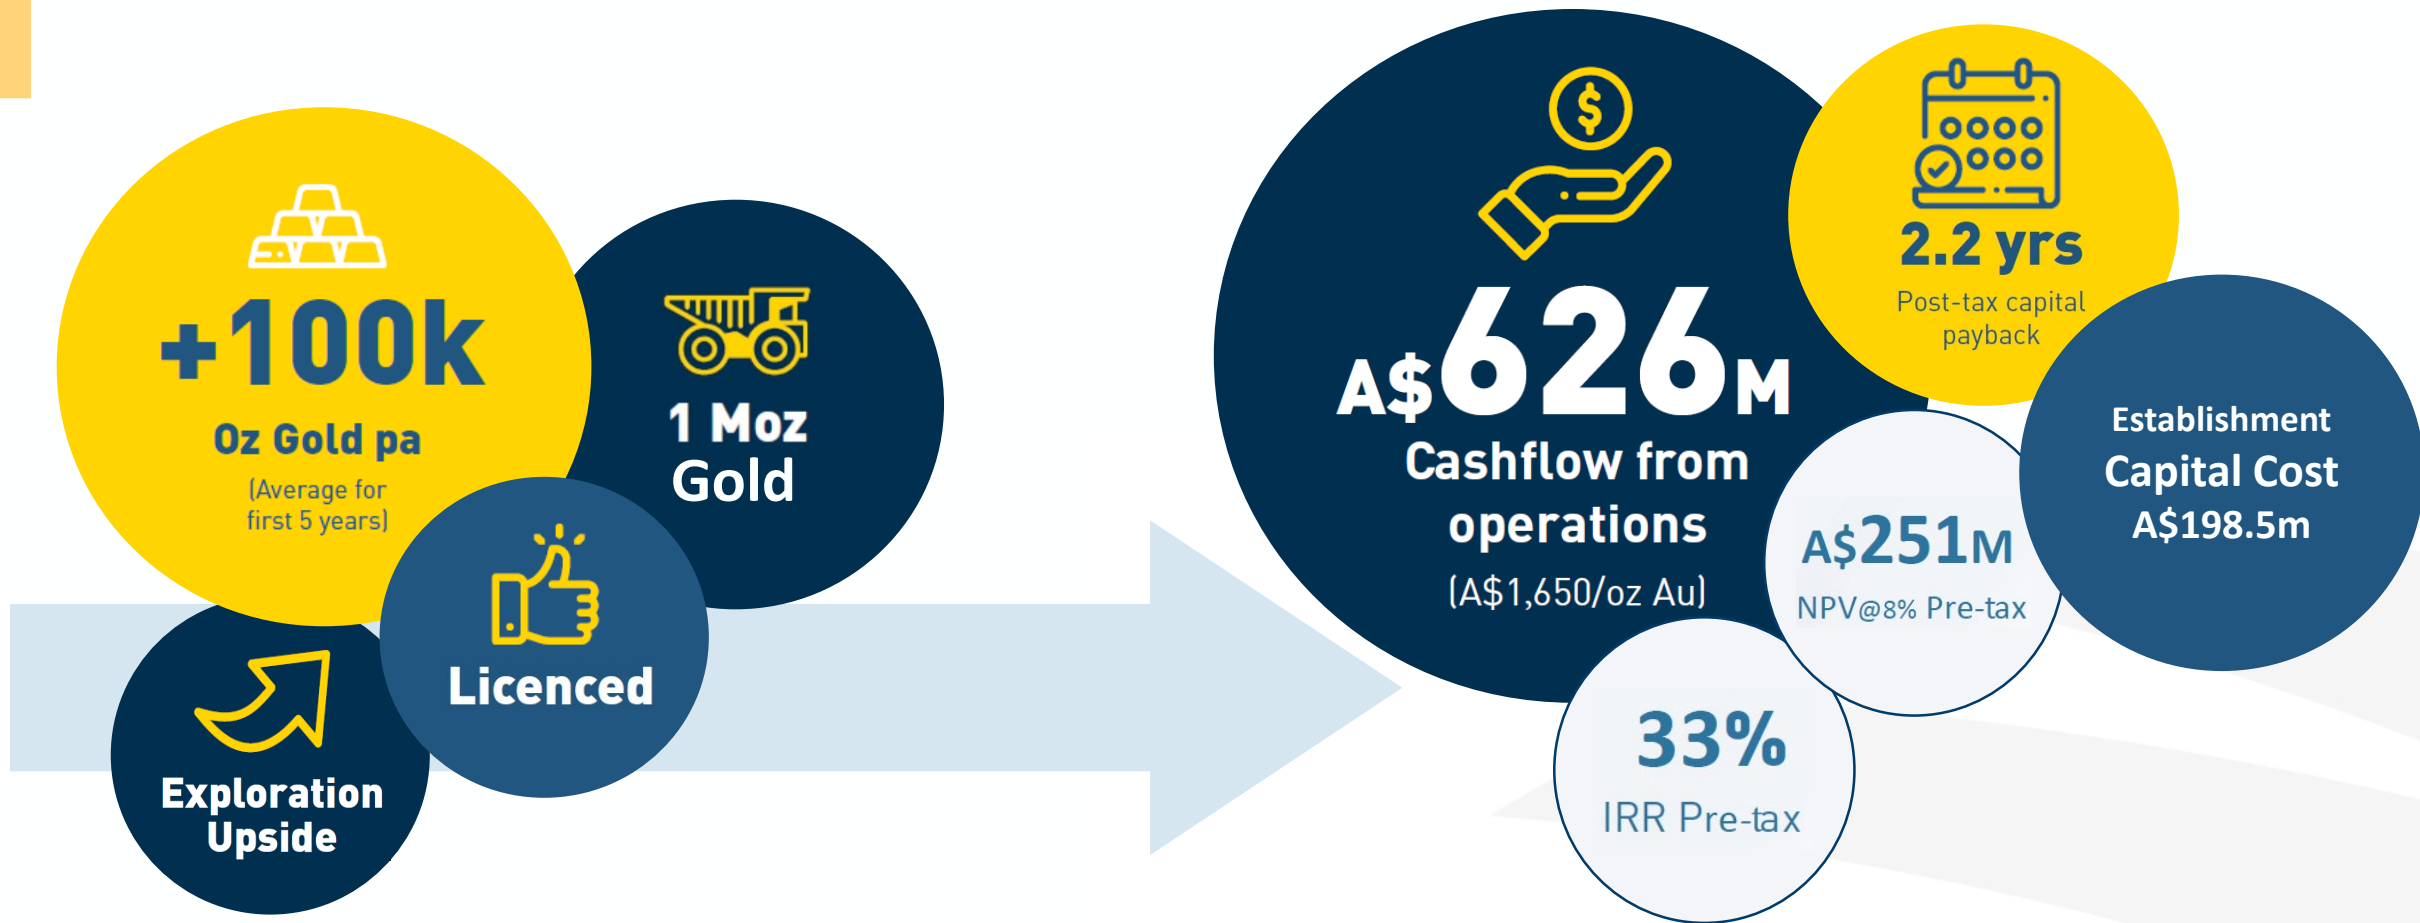 +100k
Oz Gold pa
(Average for
first 5 years)
1 Moz
Gold
Licenced
Exploration
Upside
A$626M
Cashflow from
operations
(A$1,650/oz Au)
2.2 yrs
Post-tax capital
payback
Establishment
Capital Cost
A$198.5m
A$251M
NPV@8% Pre-tax
33%
IRR Pre-tax